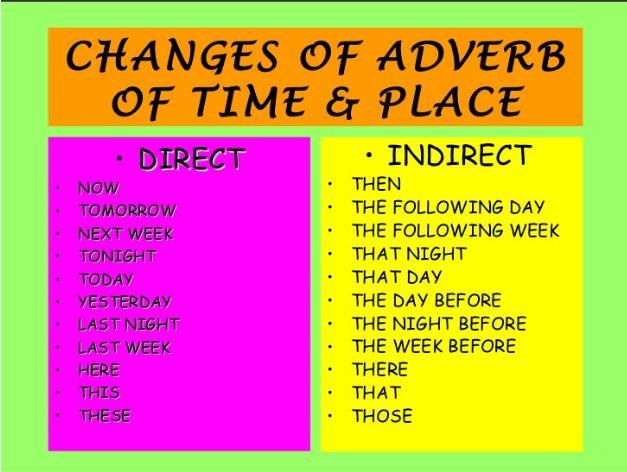 CHANGES OF ADVERB
OF TIME & PLACE
• DIRECT
• NOW
• TOMORROW
• NEXT WEEK
• TONIGHT
• TODAY
• YESTERDAY
• LAST NIGHT
• LAST WEEK
• HERE
• THIS
• THESE
• INDIRECT
• THEN
• THE FOLLOWING DAY
• THE FOLLOWING WEEK
• THAT NIGHT
• THAT DAY
• THE DAY BEFORE
• THE NIGHT BEFORE
• THE WEEK BEFORE
• THERE
• THAT
• THOSE